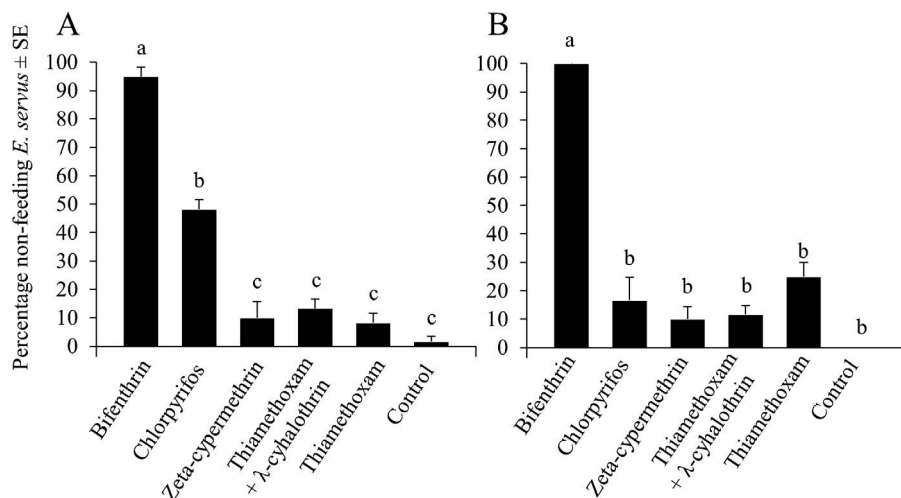 A
Percentage non-feeding E. servus ± SE
100
90
80
70
60
50
40
30
20
10
0
a
b
c
c
c
c
Bifenthrin
Chlorpyrifos
Zeta-cypermethrin
Thiamethoxam
+ λ-cyhalothrin
Thiamethoxam
Control
B
100
90
80
70
60
50
40
30
20
10
0
a
b
b
b
b
b
Bifenthrin
Chlorpyrifos
Zeta-cypermethrin
Thiamethoxam
+ λ-cyhalothrin
Thiamethoxam
Control